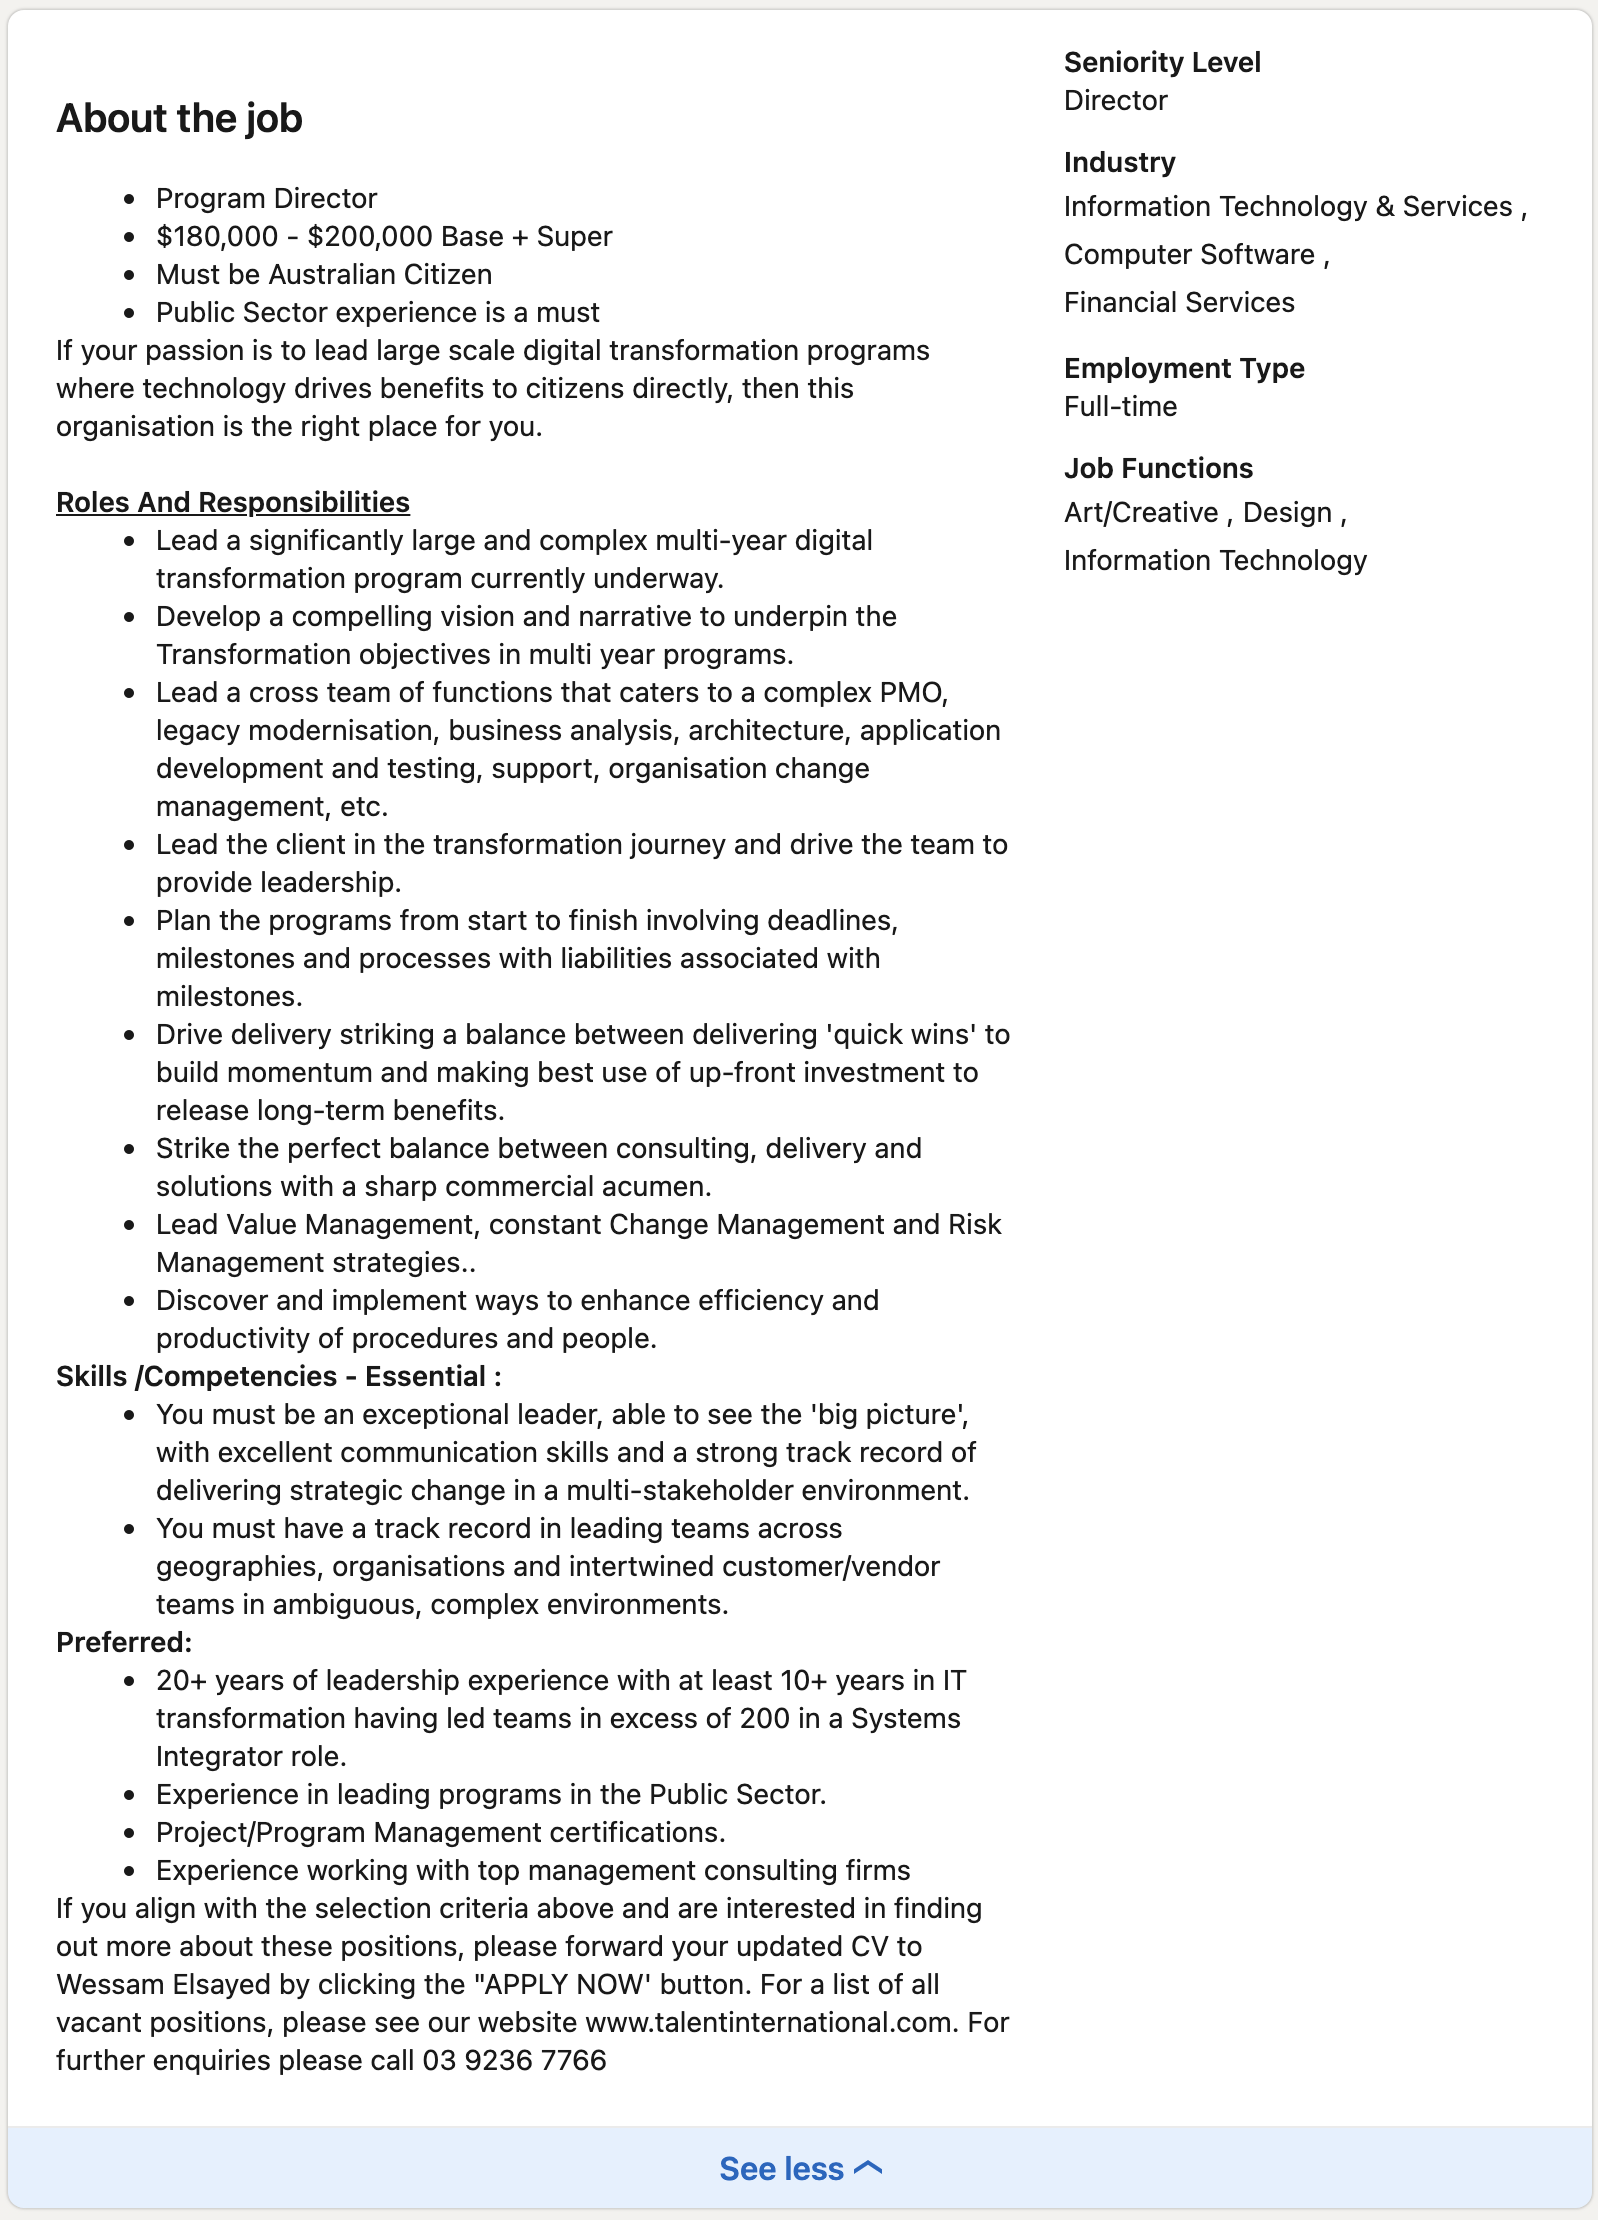 About the job
Program Director
$180,000 - $200,000 Base + Super
Must be Australian Citizen
Public Sector experience is a must
If your passion is to lead large scale digital transformation programs
where technology drives benefits to citizens directly, then this
organisation is the right place for you.
Roles And Responsibilities
Lead a significantly large and complex multi-year digital
transformation program currently underway.
Develop a compelling vision and narrative to underpin the
Transformation objectives in multi year programs.
Lead a cross team of functions that caters to a complex PMO,
legacy modernisation, business analysis, architecture, application
development and testing, support, organisation change
management, etc.
Lead the client in the transformation journey and drive the team to
provide leadership.
Plan the programs from start to finish involving deadlines,
milestones and processes with liabilities associated with
milestones.
Drive delivery striking a balance between delivering 'quick wins' to
build momentum and making best use of up-front investment to
release long-term benefits.
Strike the perfect balance between consulting, delivery and
solutions with a sharp commercial acumen.
Lead Value Management, constant Change Management and Risk
Management strategies..
Discover and implement ways to enhance efficiency and
productivity of procedures and people.
Skills /Competencies - Essential :
You must be an exceptional leader, able to see the 'big picture',
with excellent communication skills and a strong track record of
delivering strategic change in a multi-stakeholder environment.
You must have a track record in leading teams across
geographies, organisations and intertwined customer/vendor
teams in ambiguous, complex environments.
Preferred:
20+ years of leadership experience with at least 10+ years in IT
transformation having led teams in excess of 200 in a Systems
Integrator role.
Experience in leading programs in the Public Sector.
Project/Program Management certifications.
Experience working with top management consulting firms
If you align with the selection criteria above and are interested in finding
out more about these positions, please forward your updated CV to
Wessam Elsayed by clicking the "APPLY NOW' button. For a list of all
vacant positions, please see our website www.talentinternational.com. For
further enquiries please call 03 9236 7766
Seniority Level
Director
Industry
Information Technology & Services ,
Computer Software ,
Financial Services
Employment Type
Full-time
Job Functions
Art/Creative , Design ,
Information Technology
See less